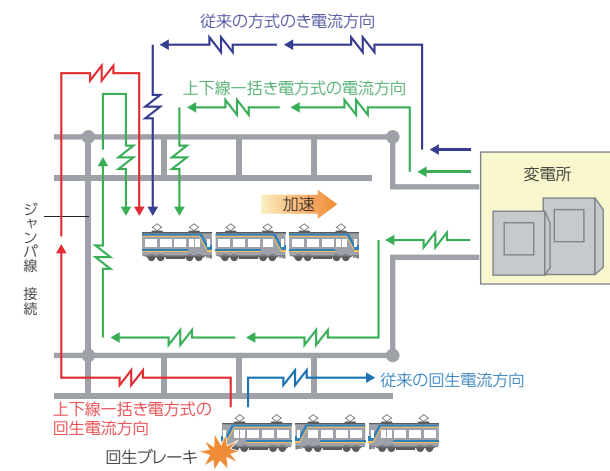 従来の方式のき電流方向
上下線一括き電方式の電流方向
変電所
加速
ジャンパ線 接続
従来の回生電流方向
上下線一括き電方式の
回生電流方向
回生ブレーキ